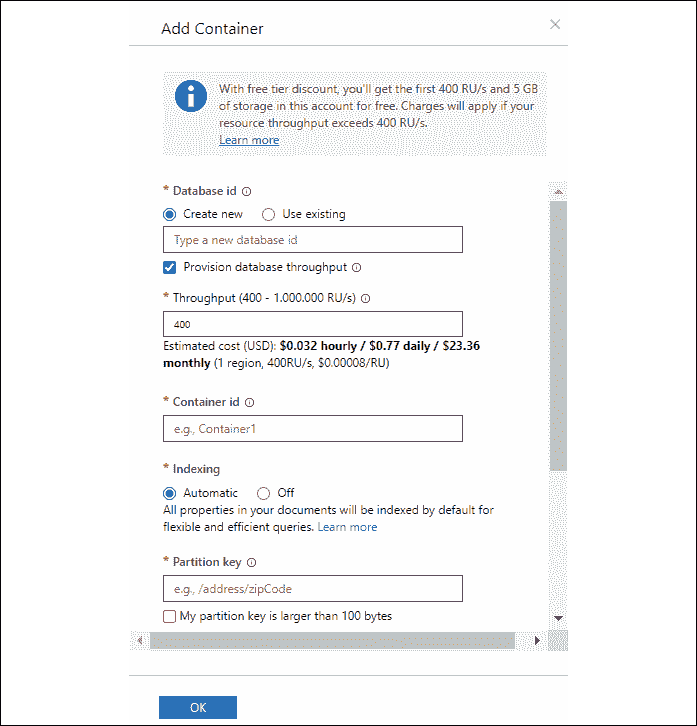 Add Container
With free tier discount, you'll get the first 400 RU/s and 5 GB
of storage in this account for free. Charges will apply if your
resource throughput exceeds 400 RU/s.
Learn more
* Database id
Create new Use existing
Type a new database id
Provision database throughput
* Throughput (400 - 1.000.000 RU/s)
400
Estimated cost (USD): $0.032 hourly / $0.77 daily / $23.36
monthly (1 region, 400RU/s, $0.00008/RU)
* Container id
e.g., Container1
* Indexing
Automatic Off
All properties in your documents will be indexed by default for
flexible and efficient queries. Learn more
* Partition key
e.g., /address/zipCode
My partition key is larger than 100 bytes
OK